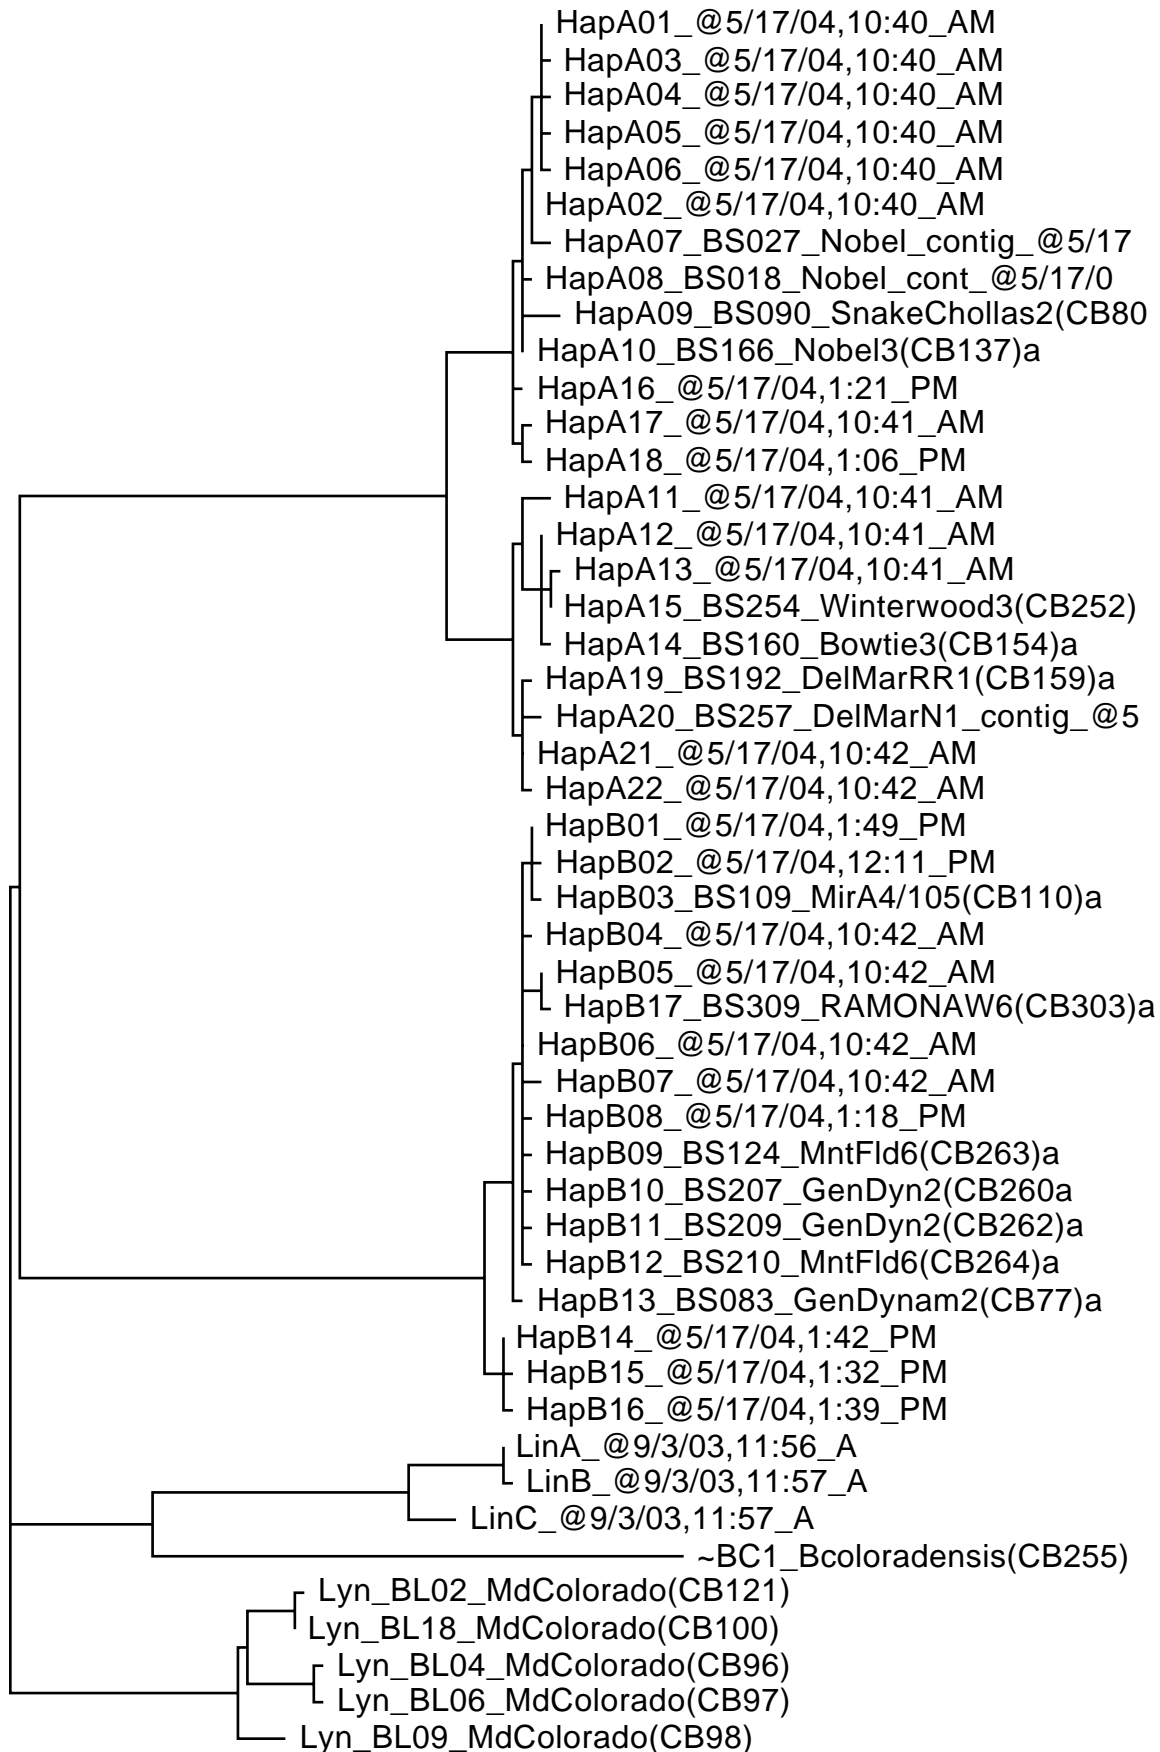 HapA01_@5/17/04,10:40_AM
HapA03_@5/17/04,10:40_AM
HapA04_@5/17/04,10:40_AM
HapA05_@5/17/04,10:40_AM
HapA06_@5/17/04,10:40_AM
HapA02_@5/17/04,10:40_AM
HapA07_BS027_Nobel_contig_@5/17
HapA08_BS018_Nobel_cont_@5/17/0
HapA09_BS090_SnakeChollas2(CB80
HapA10_BS166_Nobel3(CB137)a
HapA16_@5/17/04,1:21_PM
HapA17_@5/17/04,10:41_AM
HapA18_@5/17/04,1:06_PM
HapA11_@5/17/04,10:41_AM
HapA12_@5/17/04,10:41_AM
HapA13_@5/17/04,10:41_AM
HapA15_BS254_Winterwood3(CB252)
HapA14_BS160_Bowtie3(CB154)a
HapA19_BS192_DelMarRR1(CB159)a
HapA20_BS257_DelMarN1_contig_@5
HapA21_@5/17/04,10:42_AM
HapA22_@5/17/04,10:42_AM
HapB01_@5/17/04,1:49_PM
HapB02_@5/17/04,12:11_PM
HapB03_BS109_MirA4/105(CB110)a
HapB04_@5/17/04,10:42_AM
HapB05_@5/17/04,10:42_AM
HapB17_BS309_RAMONAW6(CB303)a
HapB06_@5/17/04,10:42_AM
HapB07_@5/17/04,10:42_AM
HapB08_@5/17/04,1:18_PM
HapB09_BS124_MntFld6(CB263)a
HapB10_BS207_GenDyn2(CB260a
HapB11_BS209_GenDyn2(CB262)a
HapB12_BS210_MntFld6(CB264)a
HapB13_BS083_GenDynam2(CB77)a
HapB14_@5/17/04,1:42_PM
HapB15_@5/17/04,1:32_PM
HapB16_@5/17/04,1:39_PM
LinA_@9/3/03,11:56_A
LinB_@9/3/03,11:57_A
LinC_@9/3/03,11:57_A
~BC1_Bcoloradensis(CB255)
Lyn_BL02_MdColorado(CB121)
Lyn_BL18_MdColorado(CB100)
Lyn_BL04_MdColorado(CB96)
Lyn_BL06_MdColorado(CB97)
Lyn_BL09_MdColorado(CB98)